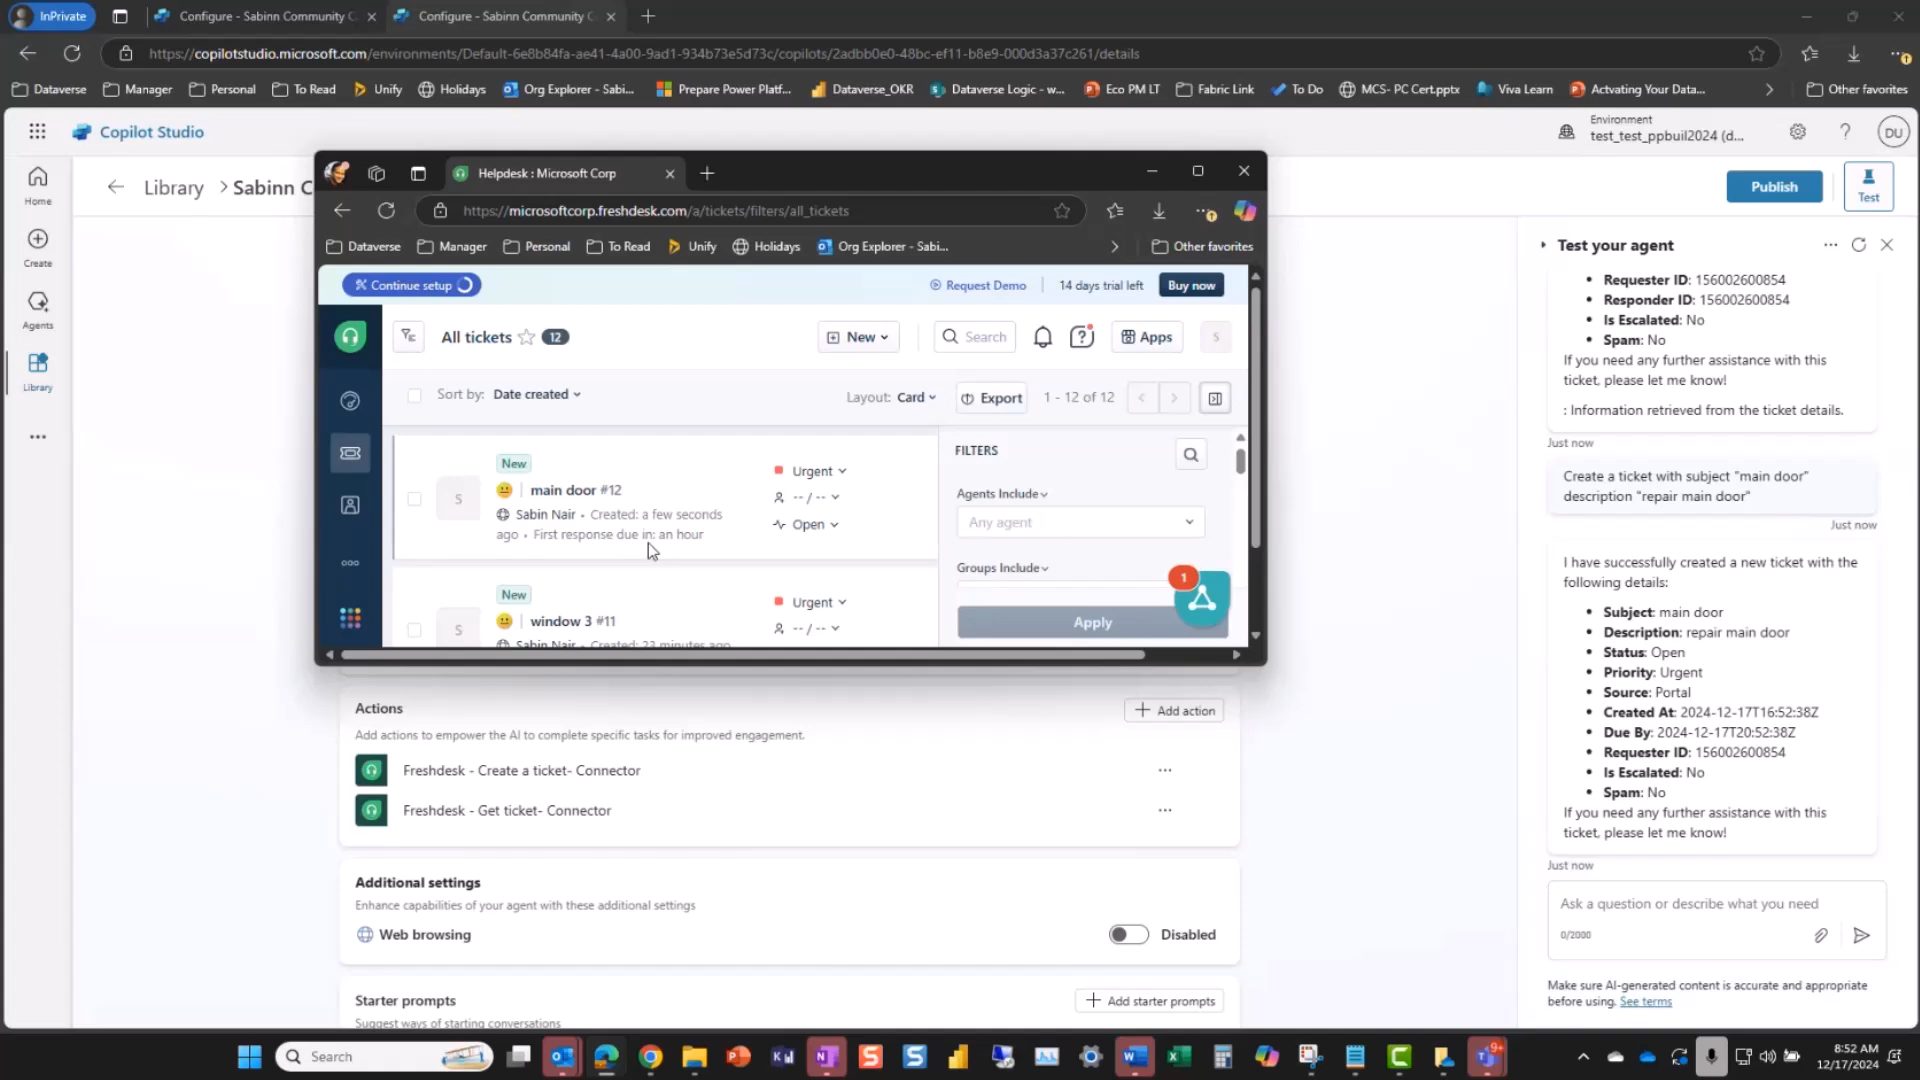 InPrivate
Configure - Sabinn Community C
Configure - Sabinn Community C
https://copilotstudio.microsoft.com/environments/Default-6e8b84fa-ae41-4a00-9ad1-934b73e5d73c/copilots/2adbb0e0-48bc-ef11-b8e9-000d3a37c261/details
Dataverse
Manager
Personal
To Read
Unify
Holidays
Org Explorer - Sabi...
Prepare Power Platf...
Dataverse_OKR
Dataverse Logic - w...
Eco PM LT
Fabric Link
To Do
MCS- PC Cert.pptx
Viva Learn
Activating Your Data...
Other favorites
Copilot Studio
Environment
test_test_ppbuil2024 (d...
DU
Home
Create
Agents
Library
Library > Sabinn C
Publish
Test
Helpdesk : Microsoft Corp
https://microsoftcorp.freshdesk.com/a/tickets/filters/all_tickets
Dataverse
Manager
Personal
To Read
Unify
Holidays
Org Explorer - Sabi...
Other favorites
Continue setup
Request Demo
14 days trial left
Buy now
All tickets
12
New
Search
Apps
S
Sort by: Date created
Layout: Card
Export
1 - 12 of 12
New
S
main door #12
Sabin Nair • Created: a few seconds
ago • First response due in: an hour
Urgent
-- / --
Open
New
S
window 3 #11
Sabin Nair • Created: 23 minutes ago
Urgent
-- / --
FILTERS
Agents Include
Any agent
Groups Include
1
Apply
Actions
Add action
Add actions to empower the AI to complete specific tasks for improved engagement.
Freshdesk - Create a ticket- Connector
Freshdesk - Get ticket- Connector
Additional settings
Enhance capabilities of your agent with these additional settings
Web browsing
Disabled
Starter prompts
Add starter prompts
Suggest ways of starting conversations
Test your agent
• Requester ID: 156002600854
• Responder ID: 156002600854
• Is Escalated: No
• Spam: No
If you need any further assistance with this
ticket, please let me know!
: Information retrieved from the ticket details.
Just now
Create a ticket with subject "main door"
description "repair main door"
Just now
I have successfully created a new ticket with the
following details:
• Subject: main door
• Description: repair main door
• Status: Open
• Priority: Urgent
• Source: Portal
• Created At: 2024-12-17T16:52:38Z
• Due By: 2024-12-17T20:52:38Z
• Requester ID: 156002600854
• Is Escalated: No
• Spam: No
If you need any further assistance with this
ticket, please let me know!
Just now
Ask a question or describe what you need
0/2000
Make sure AI-generated content is accurate and appropriate
before using. See terms
Search
9+
8:52 AM
12/17/2024